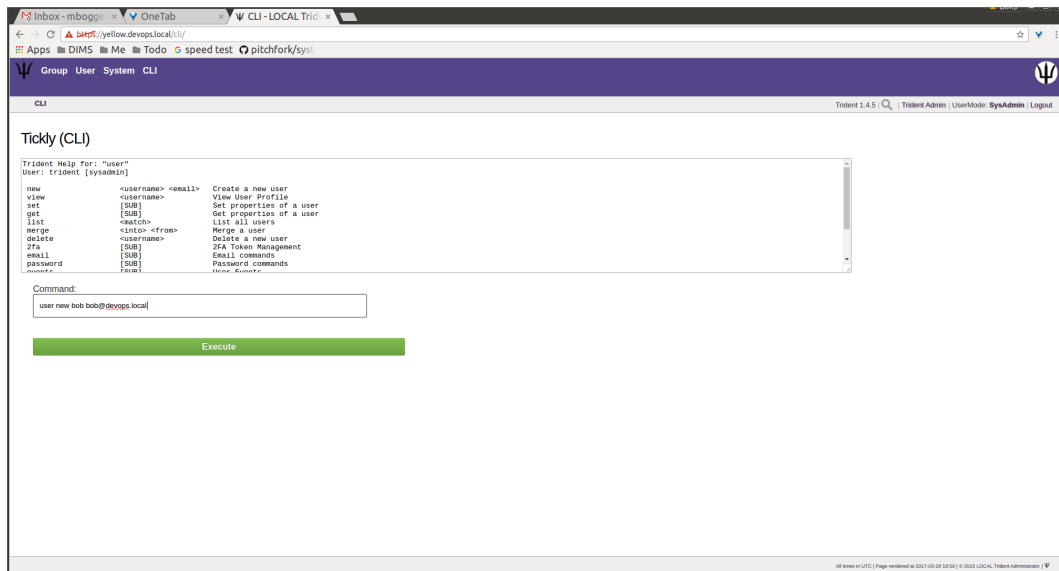 DIMS
Inbox - mbogge × OneTab × Ψ CLI - LOCAL Trid ×
https://yellow.devops.local/cli/
Apps DIMS Me Todo G speed test pitchfork/syst
Ψ Group User System CLI
CLI Trident 1.4.5 | | Trident Admin | UserMode: SysAdmin | Logout
Tickly (CLI)
Trident Help for: "user"
User: trident [sysadmin]
new <username> <email> Create a new user
view <username> View User Profile
set [SUB] Set properties of a user
get [SUB] Get properties of a user
list <match> List all users
merge <into> <from> Merge a user
delete <username> Delete a new user
2fa [SUB] 2FA Token Management
email [SUB] Email commands
password [SUB] Password commands
events [SUB] User Events
Command:
user new bob bob@devops.local
Execute
All times in UTC | Page rendered at 2017-03-28 18:59 | © 2015 LOCAL Trident Administrator | Ψ